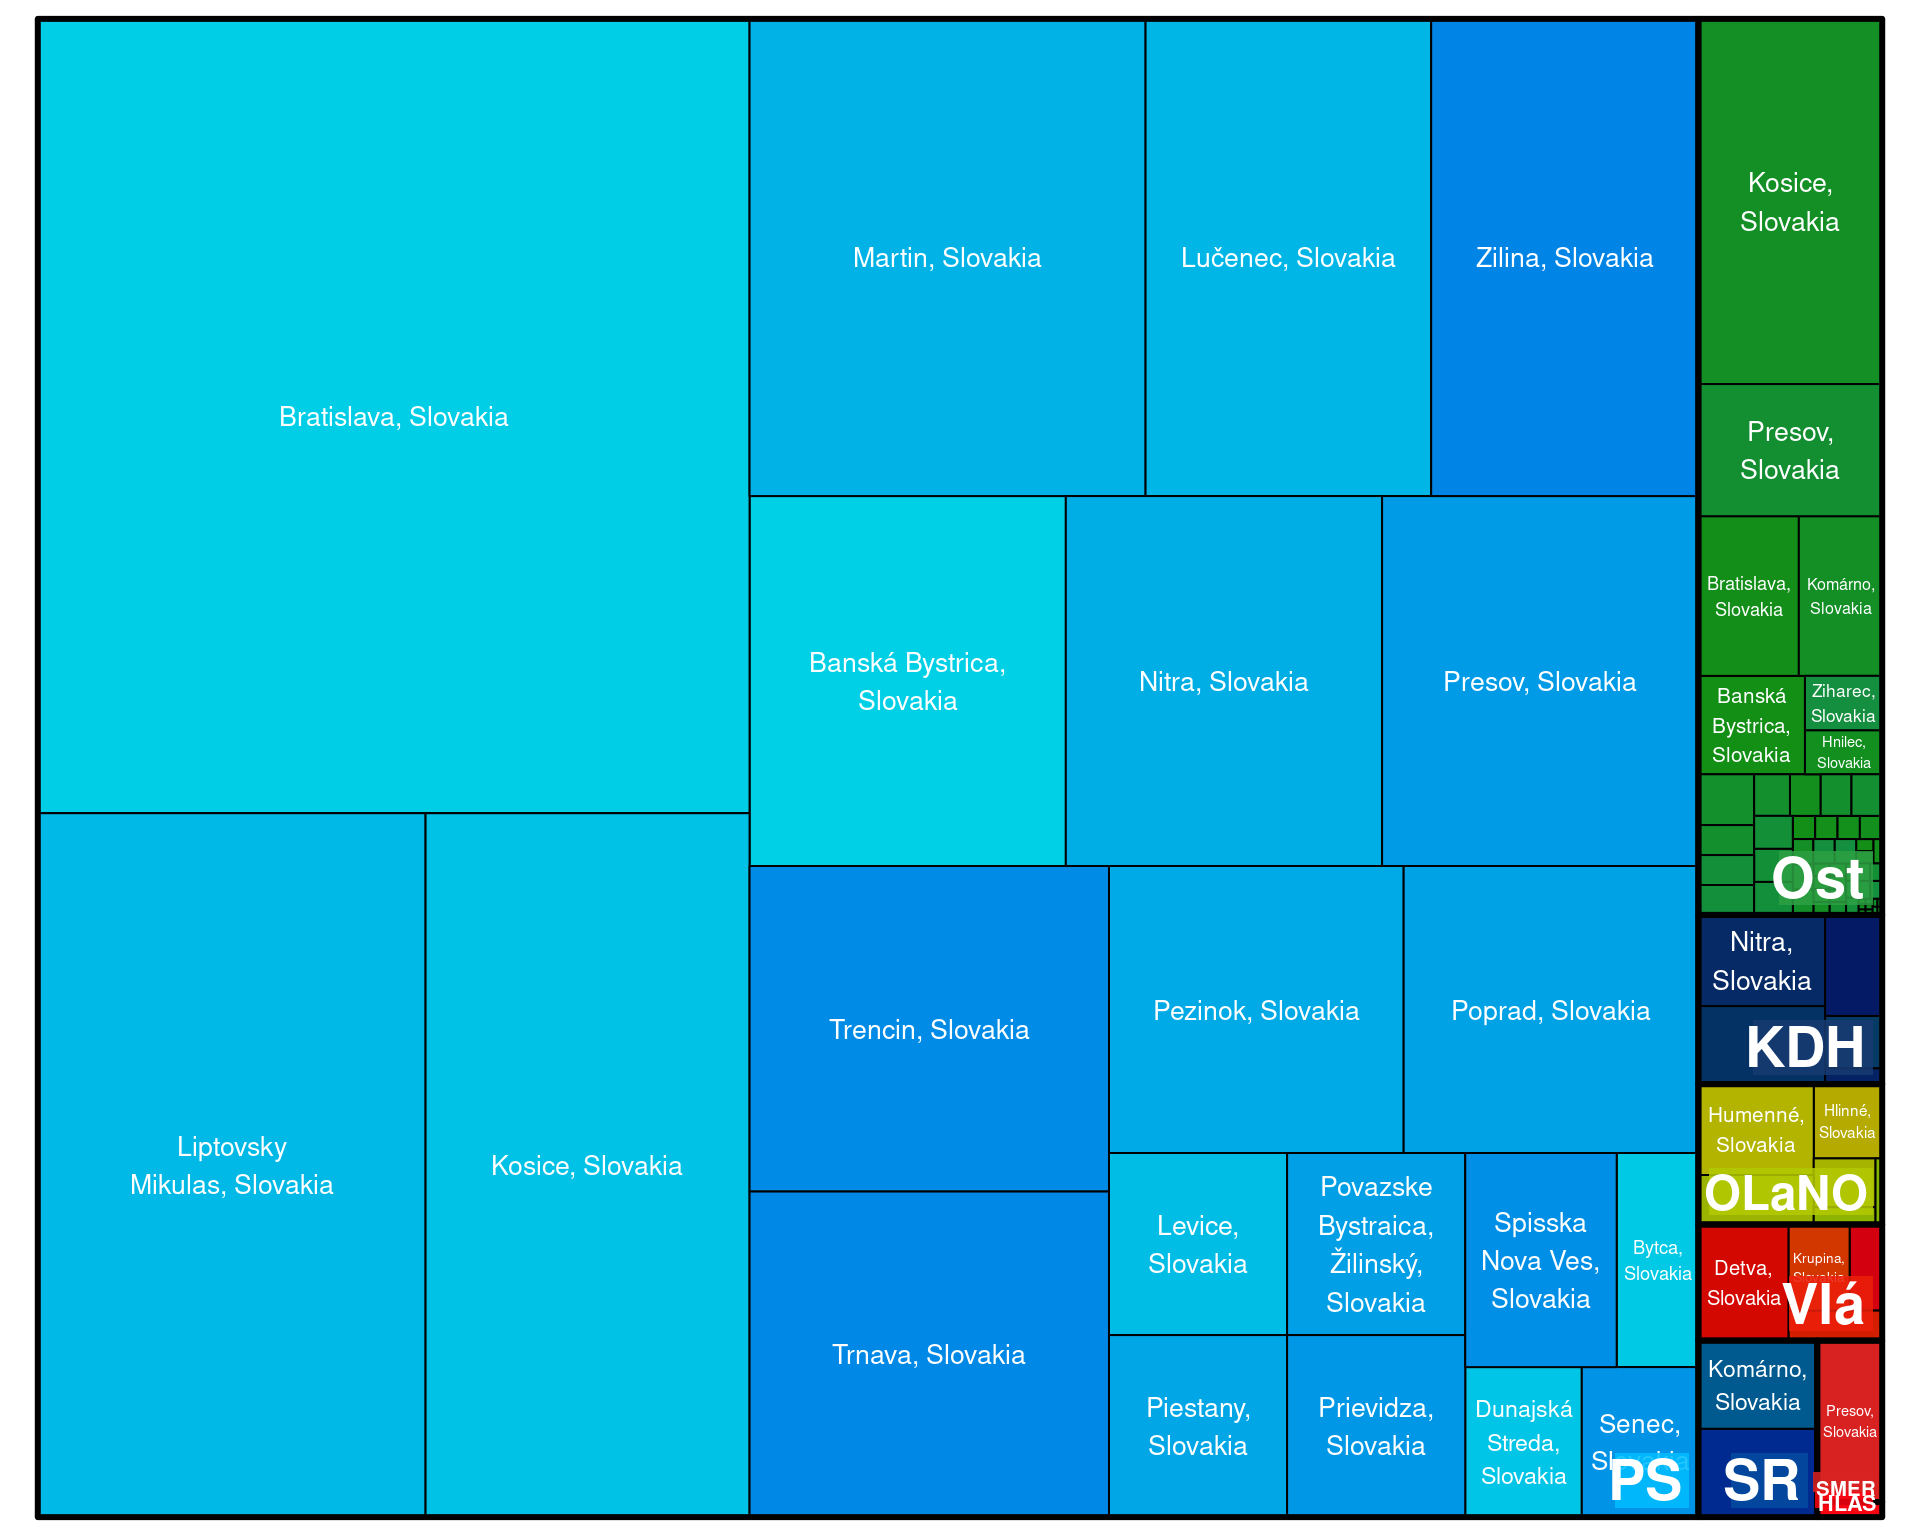 Bratislava, Slovakia
Liptovsky
Mikulas, Slovakia
Kosice, Slovakia
Martin, Slovakia
Lučenec, Slovakia
Zilina, Slovakia
Banská Bystrica,
Slovakia
Nitra, Slovakia
Presov, Slovakia
Trencin, Slovakia
Trnava, Slovakia
Pezinok, Slovakia
Poprad, Slovakia
Levice,
Slovakia
Piestany,
Slovakia
Povazske
Bystraica,
Žilinský,
Slovakia
Prievidza,
Slovakia
Spisska
Nova Ves,
Slovakia
Bytca,
Slovakia
Dunajská
Streda,
Slovakia
Senec,
Slovakia
PS
Kosice,
Slovakia
Presov,
Slovakia
Bratislava,
Slovakia
Komárno,
Slovakia
Banská
Bystrica,
Slovakia
Ziharec,
Slovakia
Hnilec,
Slovakia
Ost
Nitra,
Slovakia
KDH
Humenné,
Slovakia
Hlinné,
Slovakia
OLaNO
Detva,
Slovakia
Krupina,
Slovakia
Vlá
Komárno,
Slovakia
SR
Presov,
Slovakia
SMER
HLAS